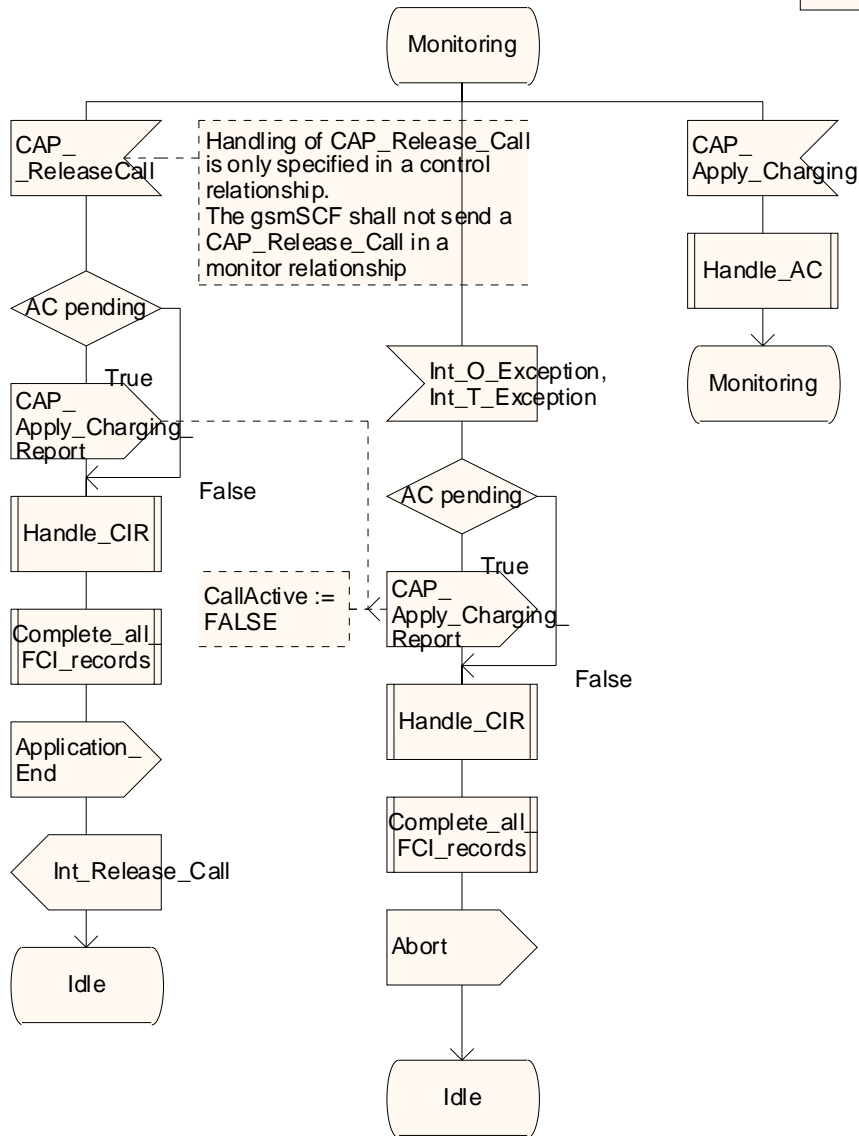 Monitoring
CAP_
_ReleaseCall
Handling of CAP_Release_Call
is only specified in a control
relationship.
The gsmSCF shall not send a
CAP_Release_Call in a
monitor relationship
CAP_
Apply_Charging
Handle_AC
Monitoring
AC pending
True
CAP_
Apply_Charging_
Report
False
Handle_CIR
Complete_all_
FCI_records
Application_
End
Int_Release_Call
Idle
Int_O_Exception,
Int_T_Exception
AC pending
True
CallActive :=
FALSE
CAP_
Apply_Charging_
Report
False
Handle_CIR
Complete_all_
FCI_records
Abort
Idle